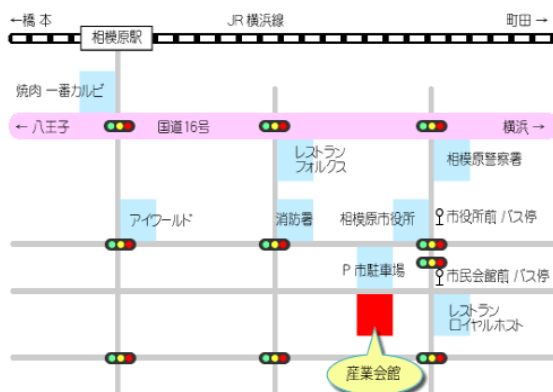 ←橋 本
JR 横浜線
町田 →
相模原駅
焼肉 一番カルビ
← 八王子
国道16号
横浜→
レストラン
フォルクス
相模原警察署
アイワールド
消防署
相模原市役所
市役所前 バス停
P 市駐車場
市民会館前 バス停
レストラン
ロイヤルホスト
産業会館